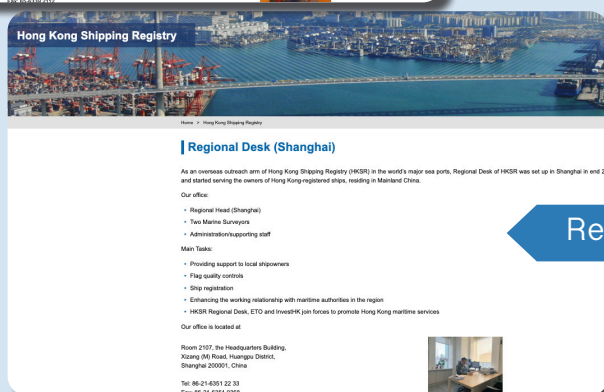 Hong Kong Shipping Registry
Home > Hong Kong Shipping Registry
Regional Desk (Shanghai)
As an overseas outreach arm of Hong Kong Shipping Registry (HKSR) in the world's major sea ports, Regional Desk of HKSR was set up in Shanghai in end 2
and started serving the owners of Hong Kong-registered ships, residing in Mainland China.
Our office:
• Regional Head (Shanghai)
• Two Marine Surveyors
• Administration/supporting staff
Re
Main Tasks:
• Providing support to local shipowners
• Flag quality controls
• Ship registration
• Enhancing the working relationship with maritime authorities in the region
• HKSR Regional Desk, ETO and InvestHK join forces to promote Hong Kong maritime services
Our office is located at
Room 2107, the Headquarters Building,
Xizang (M) Road, Huangpu District,
Shanghai 200001, China
Tel: 86-21-6351 22 33